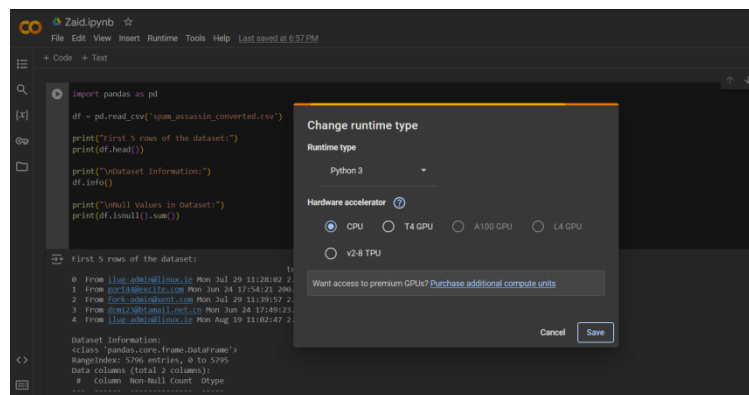 Zaid.ipynb
File Edit View Insert Runtime Tools Help Last saved at 6:57 PM
+ Code + Text
import pandas as pd
df = pd.read_csv('spam_assassin_converted.csv')
print("First 5 rows of the dataset:")
print(df.head())
print("\nDataset Information:")
df.info()
print("\nNull Values in Dataset:")
print(df.isnull().sum())
First 5 rows of the dataset:
0 From ilug-admin@linux.ie Mon Jul 29 11:28:02 2
1 From gort44@excite.com Mon Jun 24 17:54:21 200
2 From fork-admin@xent.com Mon Jul 29 11:39:57 2
3 From dcm123@btamail.net.cn Mon Jun 24 17:49:23
4 From ilug-admin@linux.ie Mon Aug 19 11:02:47 2
Dataset Information:
<class 'pandas.core.frame.DataFrame'>
RangeIndex: 5796 entries, 0 to 5795
Data columns (total 2 columns):
# Column Non-Null Count Dtype
Change runtime type
Runtime type
Python 3
Hardware accelerator
CPU T4 GPU A100 GPU L4 GPU
v2-8 TPU
Want access to premium GPUs? Purchase additional compute units
Cancel Save